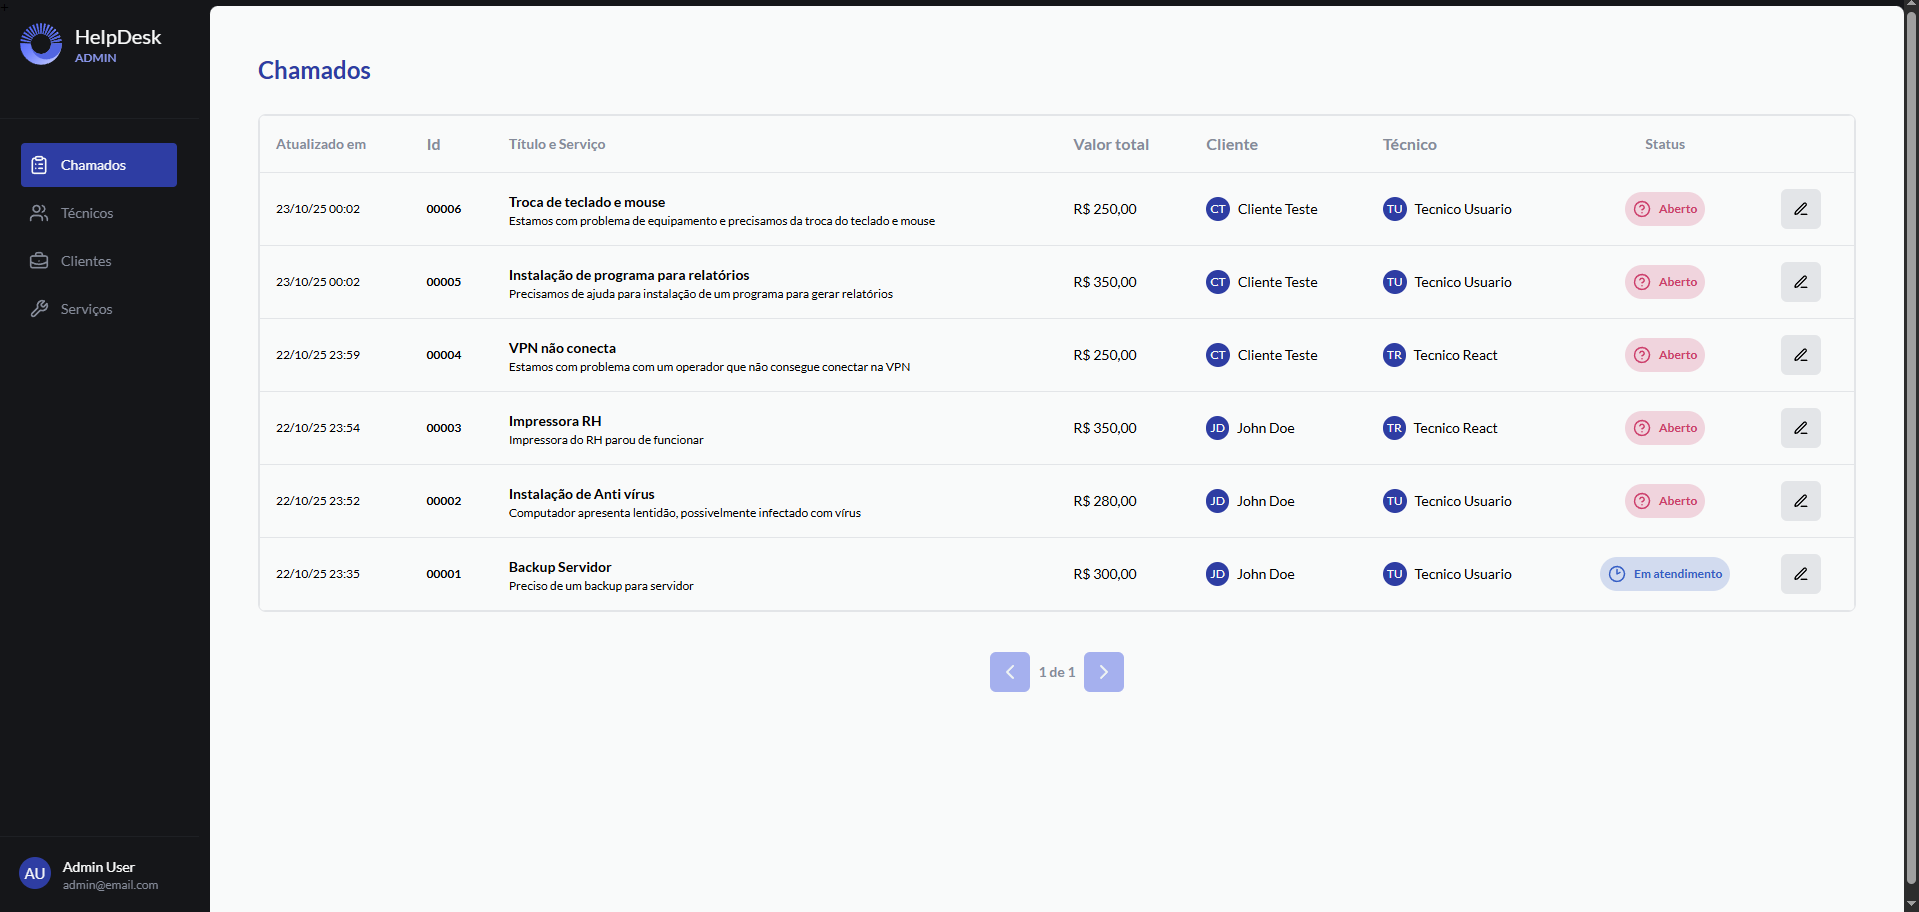 +
HelpDesk
ADMIN
Chamados
Técnicos
Clientes
Serviços
AU
Admin User
admin@email.com
Chamados
Atualizado em Id Título e Serviço Valor total Cliente Técnico Status
23/10/25 00:02 00006 Troca de teclado e mouse R$ 250,00 CT Cliente Teste TU Tecnico Usuario Aberto
Estamos com problema de equipamento e precisamos da troca do teclado e mouse
23/10/25 00:02 00005 Instalação de programa para relatórios R$ 350,00 CT Cliente Teste TU Tecnico Usuario Aberto
Precisamos de ajuda para instalação de um programa para gerar relatórios
22/10/25 23:59 00004 VPN não conecta R$ 250,00 CT Cliente Teste TR Tecnico React Aberto
Estamos com problema com um operador que não consegue conectar na VPN
22/10/25 23:54 00003 Impressora RH R$ 350,00 JD John Doe TR Tecnico React Aberto
Impressora do RH parou de funcionar
22/10/25 23:52 00002 Instalação de Anti vírus R$ 280,00 JD John Doe TU Tecnico Usuario Aberto
Computador apresenta lentidão, possivelmente infectado com vírus
22/10/25 23:35 00001 Backup Servidor R$ 300,00 JD John Doe TU Tecnico Usuario Em atendimento
Preciso de um backup para servidor
1 de 1